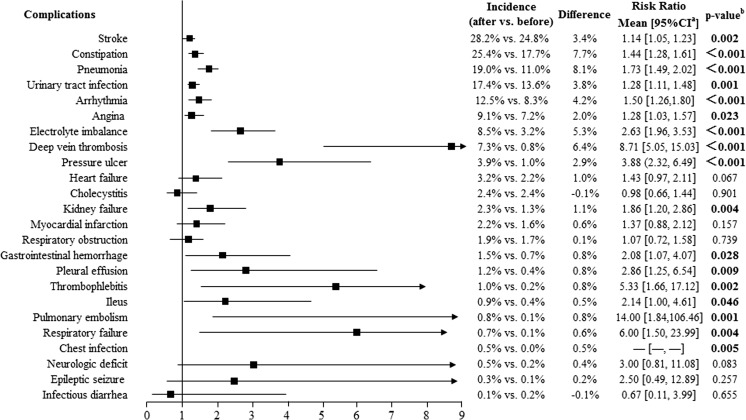 Complications Incidence (after vs. before) Difference Risk Ratio Mean [95%CIa] p-valueb
Stroke 28.2% vs. 24.8% 3.4% 1.14 [1.05, 1.23] 0.002
Constipation 25.4% vs. 17.7% 7.7% 1.44 [1.28, 1.61] <0.001
Pneumonia 19.0% vs. 11.0% 8.1% 1.73 [1.49, 2.02] <0.001
Urinary tract infection 17.4% vs. 13.6% 3.8% 1.28 [1.11, 1.48] 0.001
Arrhythmia 12.5% vs. 8.3% 4.2% 1.50 [1.26,1.80] <0.001
Angina 9.1% vs. 7.2% 2.0% 1.28 [1.03, 1.57] 0.023
Electrolyte imbalance 8.5% vs. 3.2% 5.3% 2.63 [1.96, 3.53] <0.001
Deep vein thrombosis 7.3% vs. 0.8% 6.4% 8.71 [5.05, 15.03] <0.001
Pressure ulcer 3.9% vs. 1.0% 2.9% 3.88 (2.32, 6.49] <0.001
Heart failure 3.2% vs. 2.2% 1.0% 1.43 [0.97, 2.11] 0.067
Cholecystitis 2.4% vs. 2.4% -0.1% 0.98 [0.66, 1.44] 0.901
Kidney failure 2.3% vs. 1.3% 1.1% 1.86 [1.20, 2.86] 0.004
Myocardial infarction 2.2% vs. 1.6% 0.6% 1.37 [0.88, 2.12] 0.157
Respiratory obstruction 1.9% vs. 1.7% 0.1% 1.07 [0.72, 1.58] 0.739
Gastrointestinal hemorrhage 1.5% vs. 0.7% 0.8% 2.08 [1.07, 4.07] 0.028
Pleural effusion 1.2% vs. 0.4% 0.8% 2.86 [1.25, 6.54] 0.009
Thrombophlebitis 1.0% vs. 0.2% 0.8% 5.33 [1.66, 17.12] 0.002
Ileus 0.9% vs. 0.4% 0.5% 2.14 [1.00, 4.61] 0.046
Pulmonary embolism 0.8% vs. 0.1% 0.8% 14.00 [1.84,106.46] 0.001
Respiratory failure 0.7% vs. 0.1% 0.6% 6.00 [1.50, 23.99] 0.004
Chest infection 0.5% vs. 0.0% 0.5% — [—, —] 0.005
Neurologic deficit 0.5% vs. 0.2% 0.4% 3.00 [0.81, 11.08] 0.083
Epileptic seizure 0.3% vs. 0.1% 0.2% 2.50 [0.49, 12.89] 0.257
Infectious diarrhea 0.1% vs. 0.2% -0.1% 0.67 [0.11, 3.99] 0.655
0 1 2 3 4 5 6 7 8 9